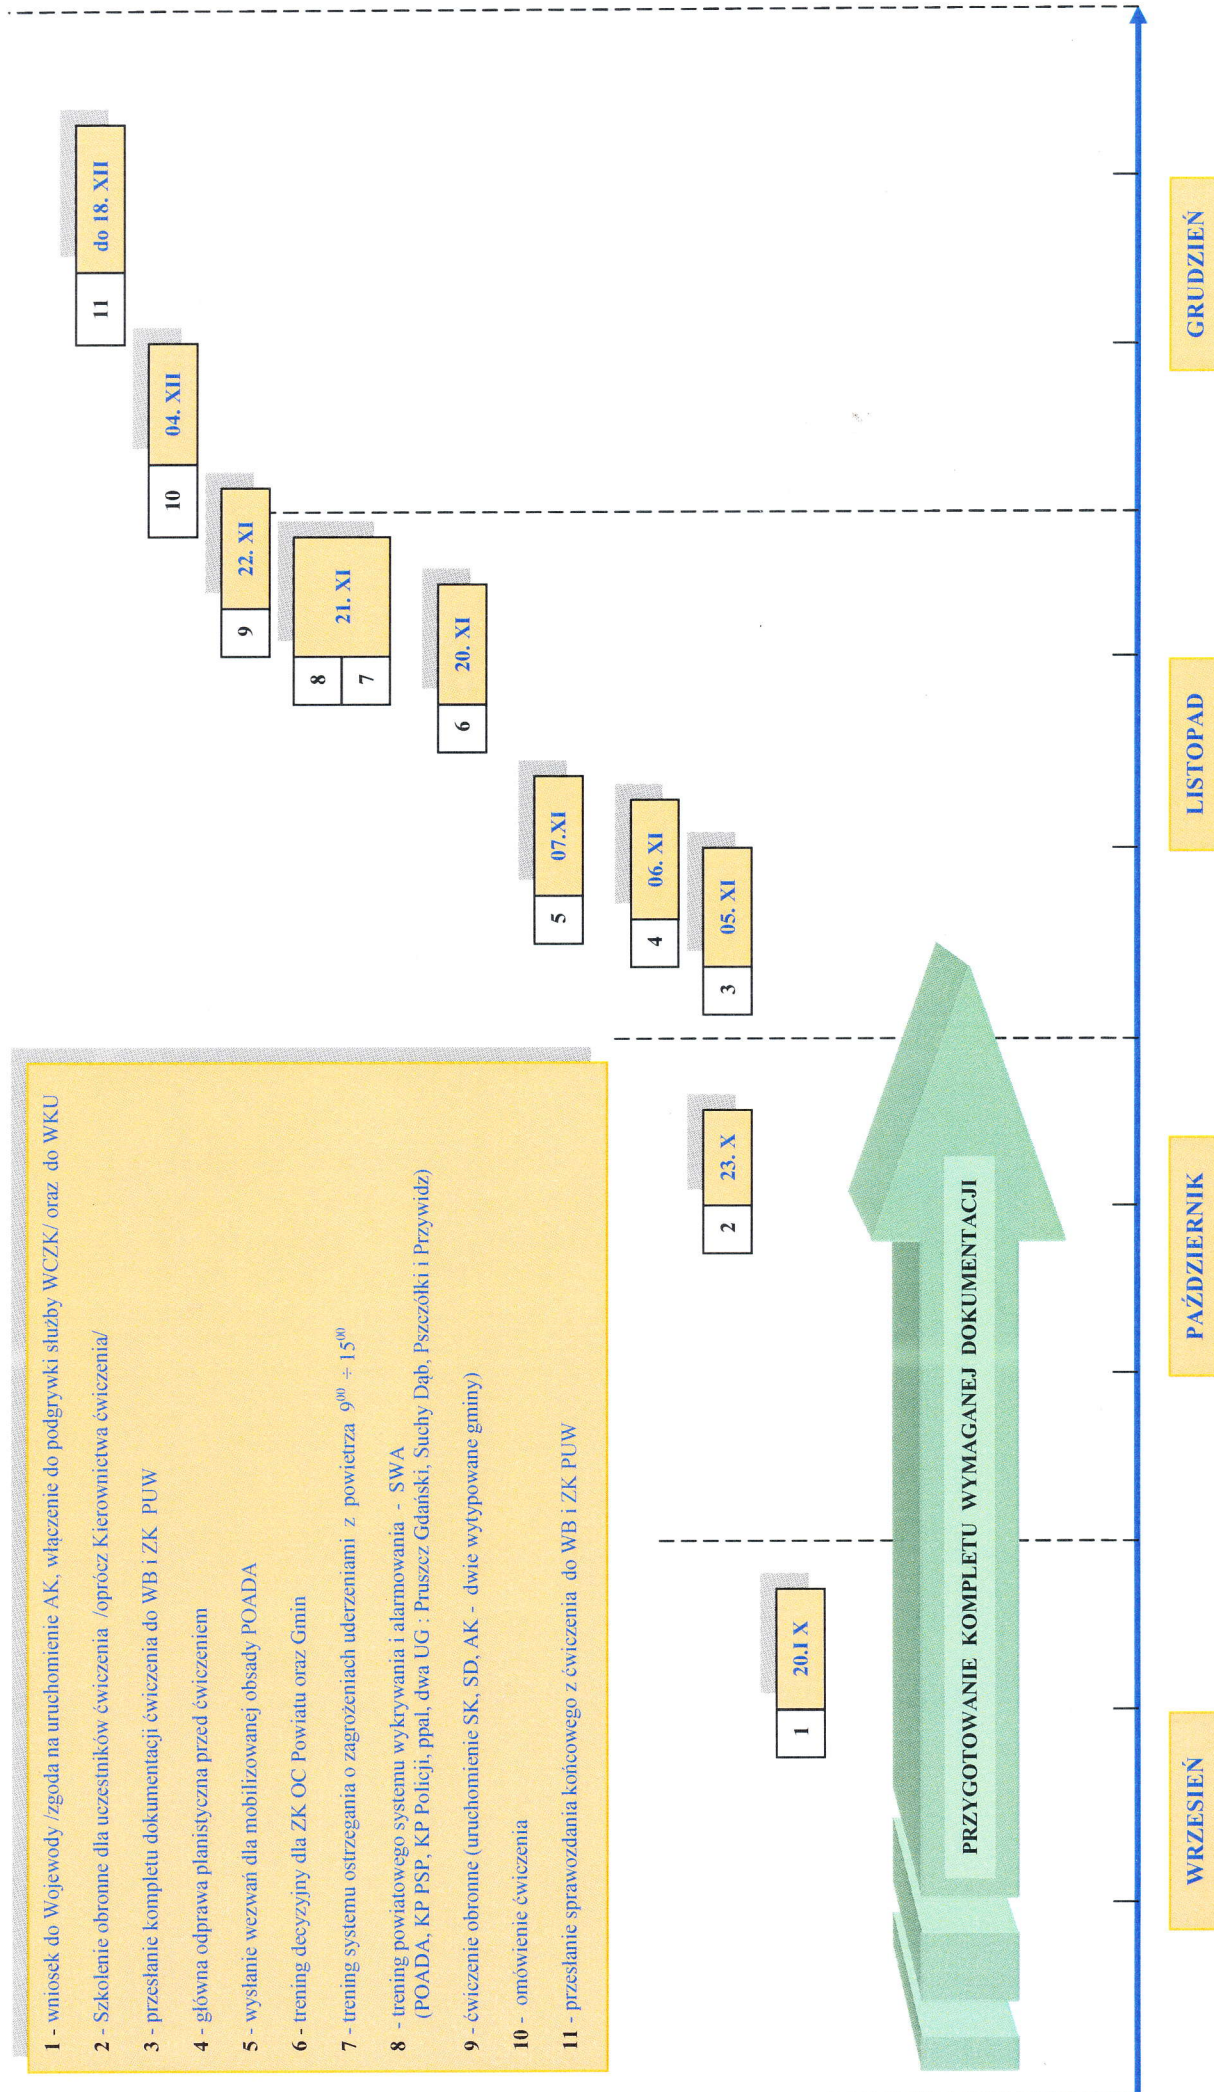 1 - wniosek do Wojewody /zgoda na uruchomienie AK, włączenie do podgrywki służby WCZK/ oraz do WKU
2 - Szkolenie obronne dla uczestników ćwiczenia /oprócz Kierownictwa ćwiczenia/
3 - przesłanie kompletu dokumentacji ćwiczenia do WB i ZK PUW
4 - główna odprawa planistyczna przed ćwiczeniem
5 - wysłanie wezwań dla mobilizowanej obsady POADA
6 - trening decyzyjny dla ZK OC Powiatu oraz Gmin
7 - trening systemu ostrzegania o zagrożeniach uderzeniami z powietrza 9⁰⁰ ÷ 15⁰⁰
8 - trening powiatowego systemu wykrywania i alarmowania - SWA
(POADA, KP PSP, KP Policji, ppal, dwa UG : Pruszcz Gdański, Suchy Dąb, Pszczółki i Przywidz)
9 - ćwiczenie obronne (uruchomienie SK, SD, AK - dwie wytypowane gminy)
10 - omówienie ćwiczenia
11 - przesłanie sprawozdania końcowego z ćwiczenia do WB i ZK PUW
11 do 18. XII
10 04. XII
9 22. XI
8
7
21. XI
6 20. XI
5 07.XI
4 06. XI
3 05. XI
2 23. X
1 20.I X
PRZYGOTOWANIE KOMPLETU WYMAGANEJ DOKUMENTACJI
WRZESIEŃ
PAŹDZIERNIK
LISTOPAD
GRUDZIEŃ